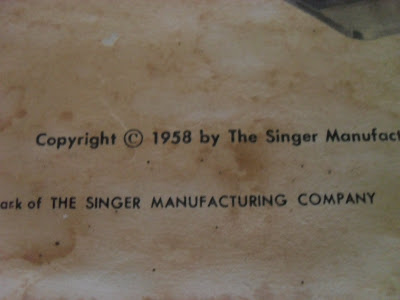 Copyright © 1958 by The Singer Manufact
ark of THE SINGER MANUFACTURING COMPANY